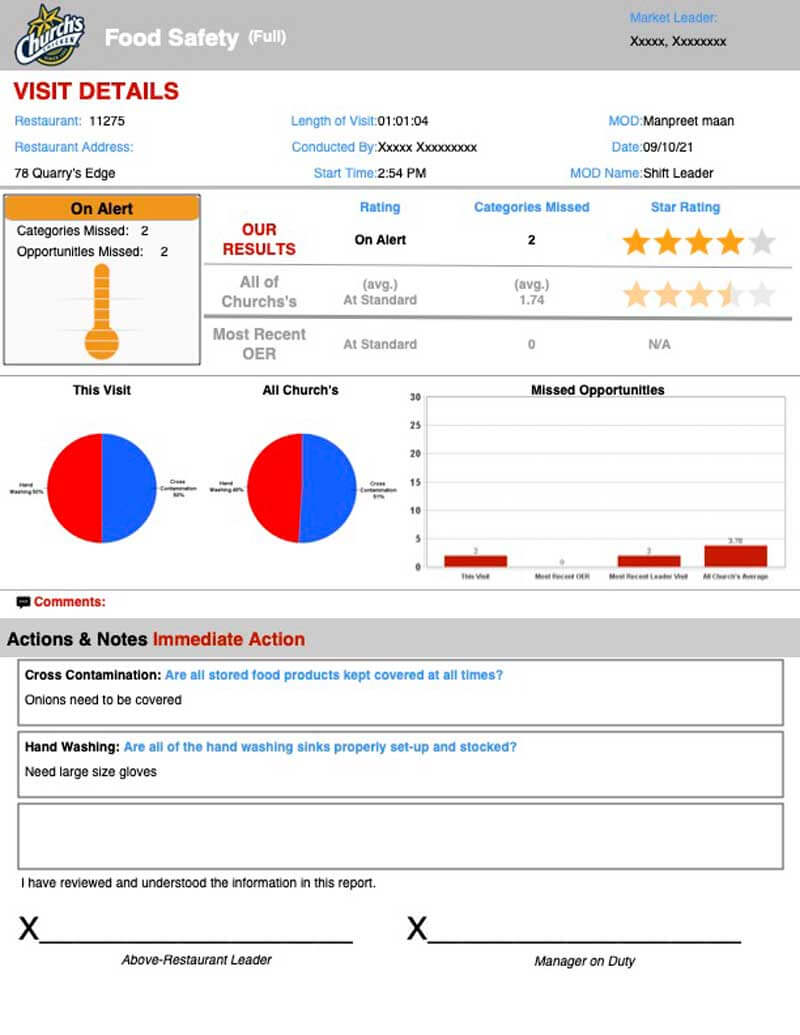 Church's
CHICKEN
Food Safety (Full)
Market Leader:
Xxxxx, Xxxxxxxx
VISIT DETAILS
Restaurant: 11275
Length of Visit:01:01:04
MOD:Manpreet maan
Restaurant Address:
Conducted By:Xxxxx Xxxxxxxxx
Date:09/10/21
78 Quarry's Edge
Start Time:2:54 PM
MOD Name:Shift Leader
On Alert
Categories Missed: 2
Opportunities Missed: 2
Rating Categories Missed Star Rating
OUR RESULTS On Alert 2
All of Churchs's (avg.) At Standard (avg.) 1.74
Most Recent OER At Standard 0 N/A
This Visit
Hand Washing 50%
Cross Contamination 50%
All Church's
Hand Washing 49%
Cross Contamination 51%
Missed Opportunities
30
25
20
15
10
5
0
2 0 2 3.76
This Visit Most Recent OER Most Recent Leader Visit All Church's Average
Comments:
Actions & Notes Immediate Action
Cross Contamination: Are all stored food products kept covered at all times?
Onions need to be covered
Hand Washing: Are all of the hand washing sinks properly set-up and stocked?
Need large size gloves
I have reviewed and understood the information in this report.
X
X
Above-Restaurant Leader
Manager on Duty